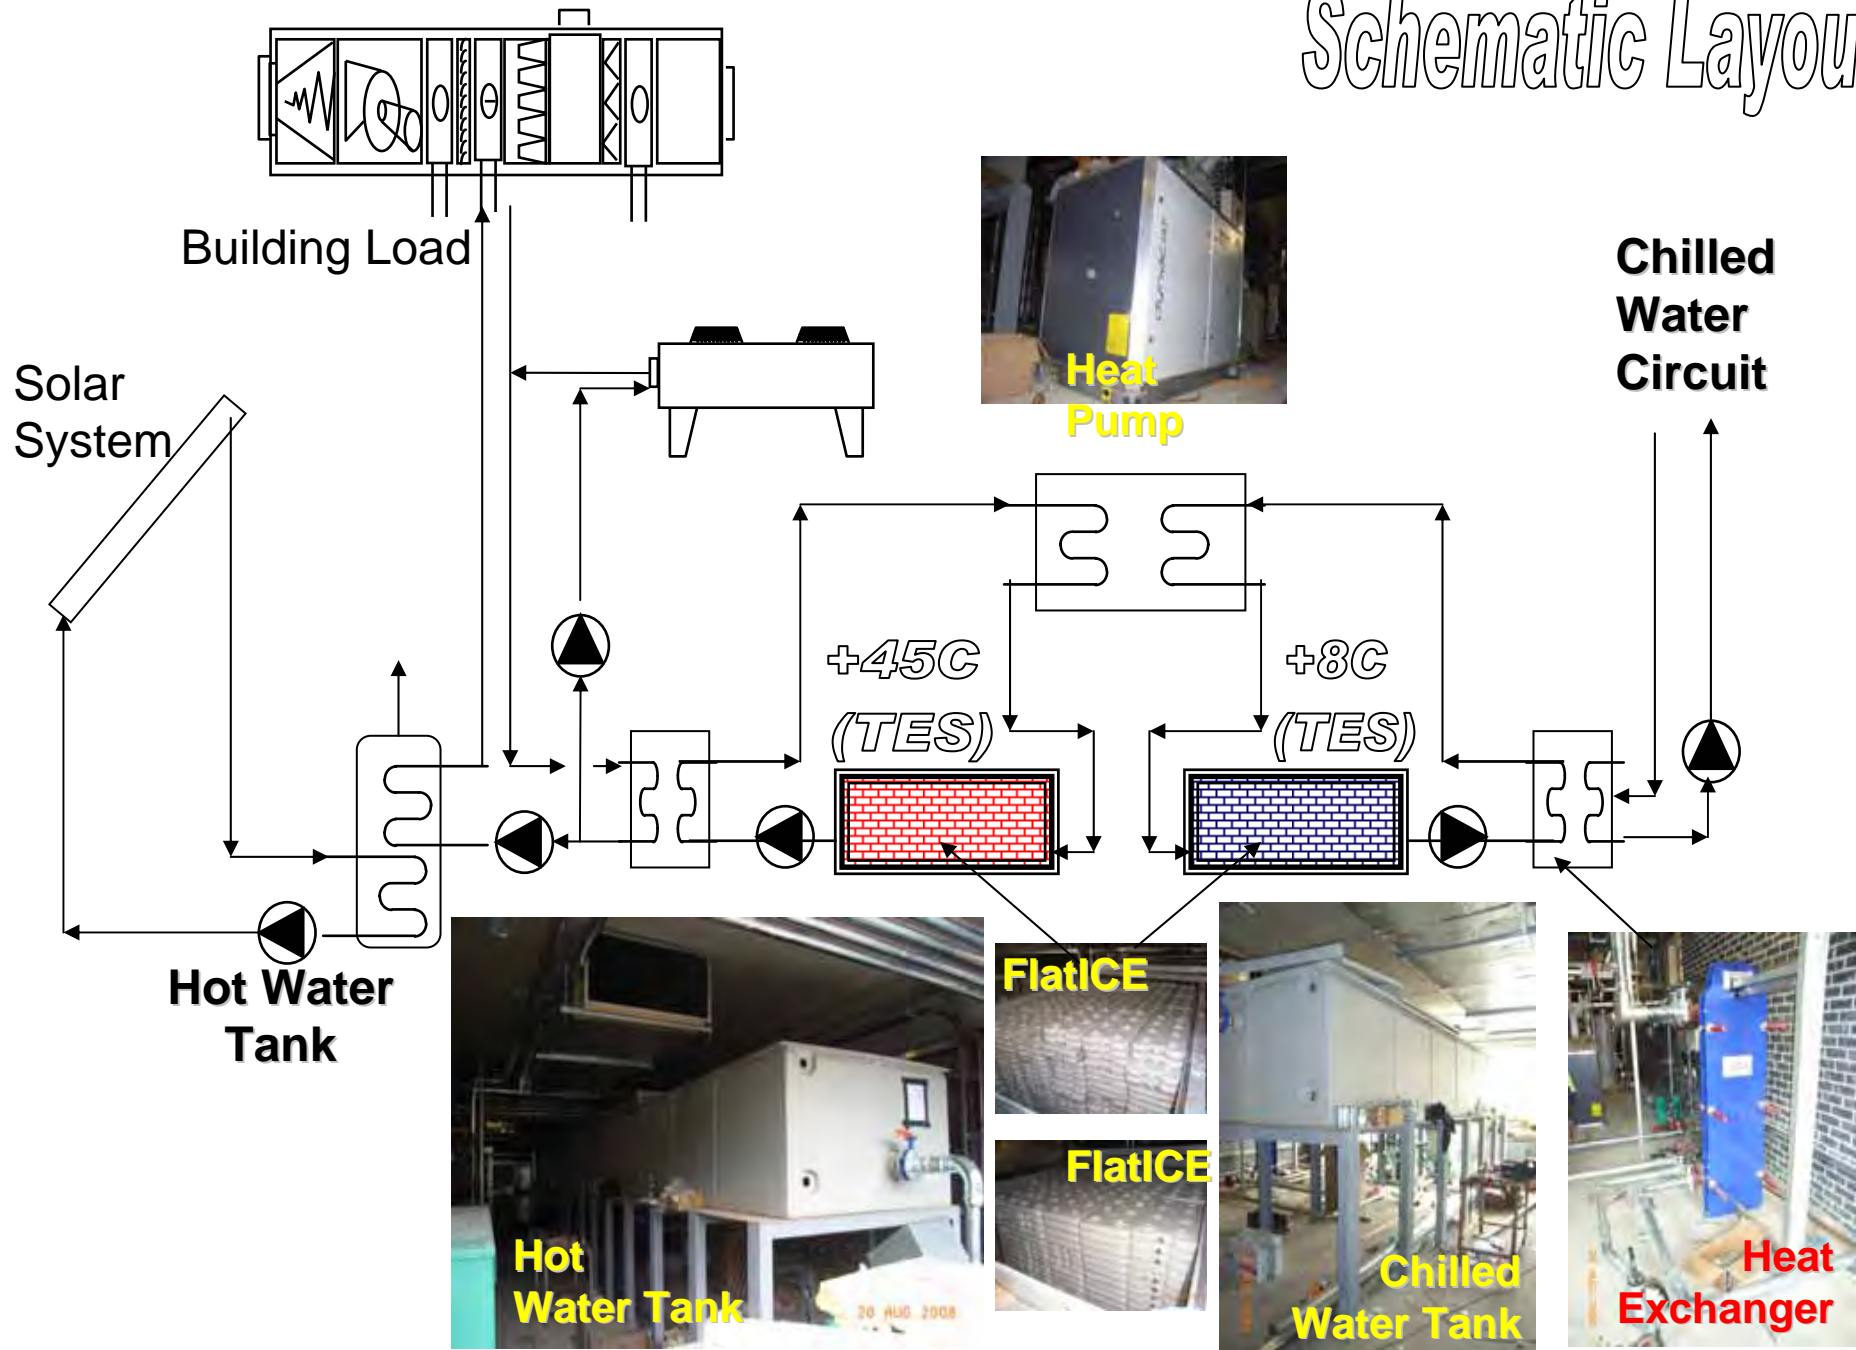 Schematic Layou
Building Load
Solar
System
Heat
Pump
Chilled
Water
Circuit
+45C
(TES)
+8C
(TES)
Hot Water
Tank
FlatICE
FlatICE
Hot
Water Tank
20 AUG 2008
Chilled
Water Tank
Heat
Exchanger